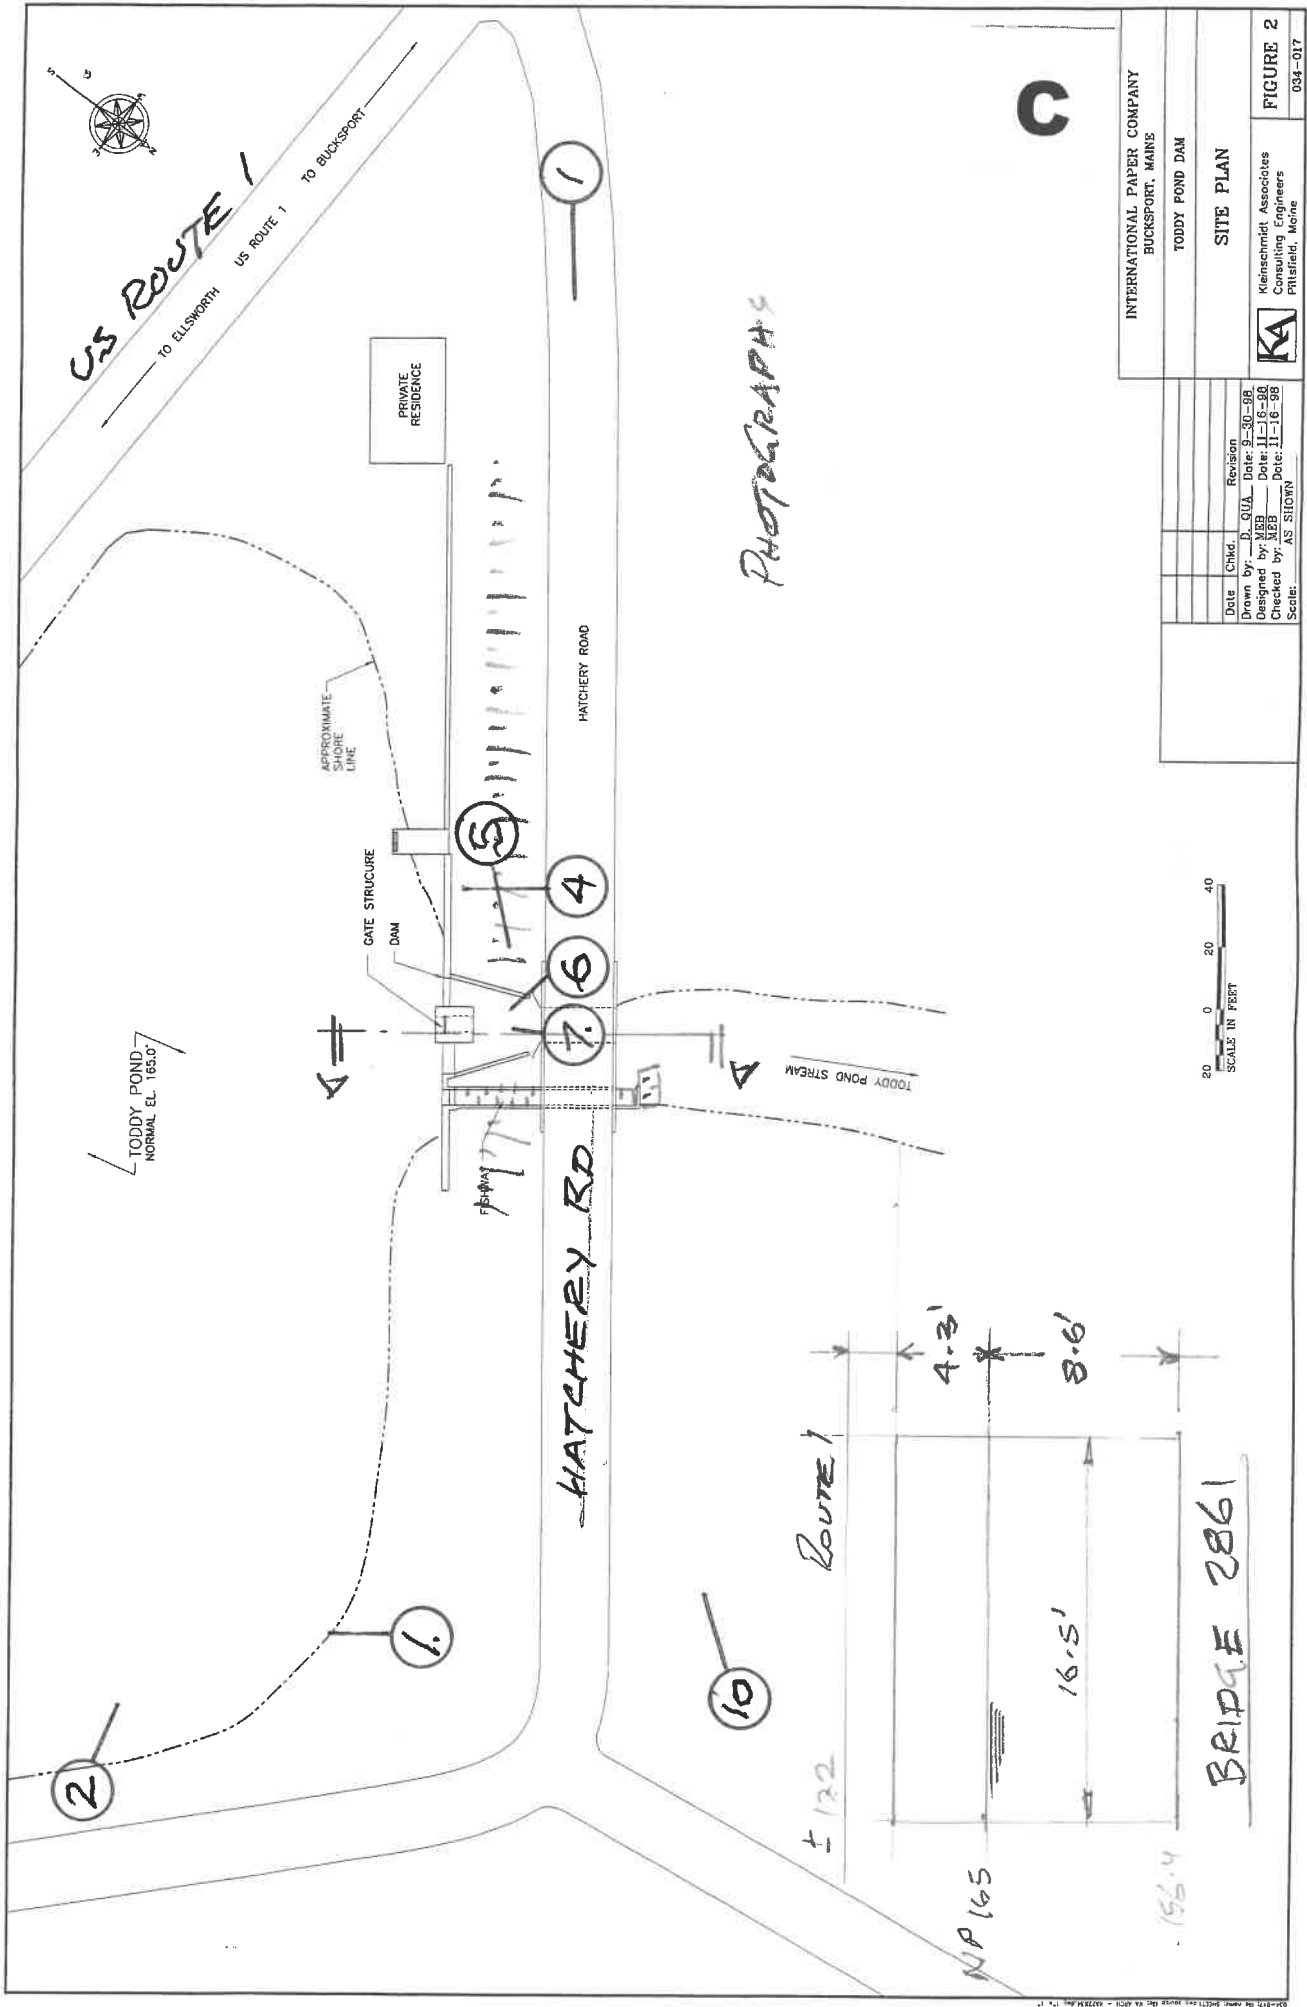 US ROUTE 1
TO ELLSWORTH
US ROUTE 1
TO BUCKSPORT
PRIVATE
RESIDENCE
APPROXIMATE
SHORE
LINE
GATE STRUCURE
DAM
TODDY POND
NORMAL EL. 165.0'
A
A
FISHWAY
HATCHERY ROAD
HATCHERY RD
TODDY POND STREAM
1
2
1.
4
5
6
7.
10
PHOTOGRAPHS
C
20 0 20 40
SCALE IN FEET
ROUTE 1
4.3'
8.6'
16.5'
NP 165
156.4
BRIDGE 2861
INTERNATIONAL PAPER COMPANY
BUCKSPORT, MAINE
TODDY POND DAM
SITE PLAN
Kleinschmidt Associates
Consulting Engineers
Pittsfield, Maine
KA
FIGURE 2
034-017
Date Chkd. Revision
Drawn by: D. QUA Date: 9-30-98
Designed by: MEB Date: 11-16-98
Checked by: MEB Date: 11-16-98
Scale: AS SHOWN